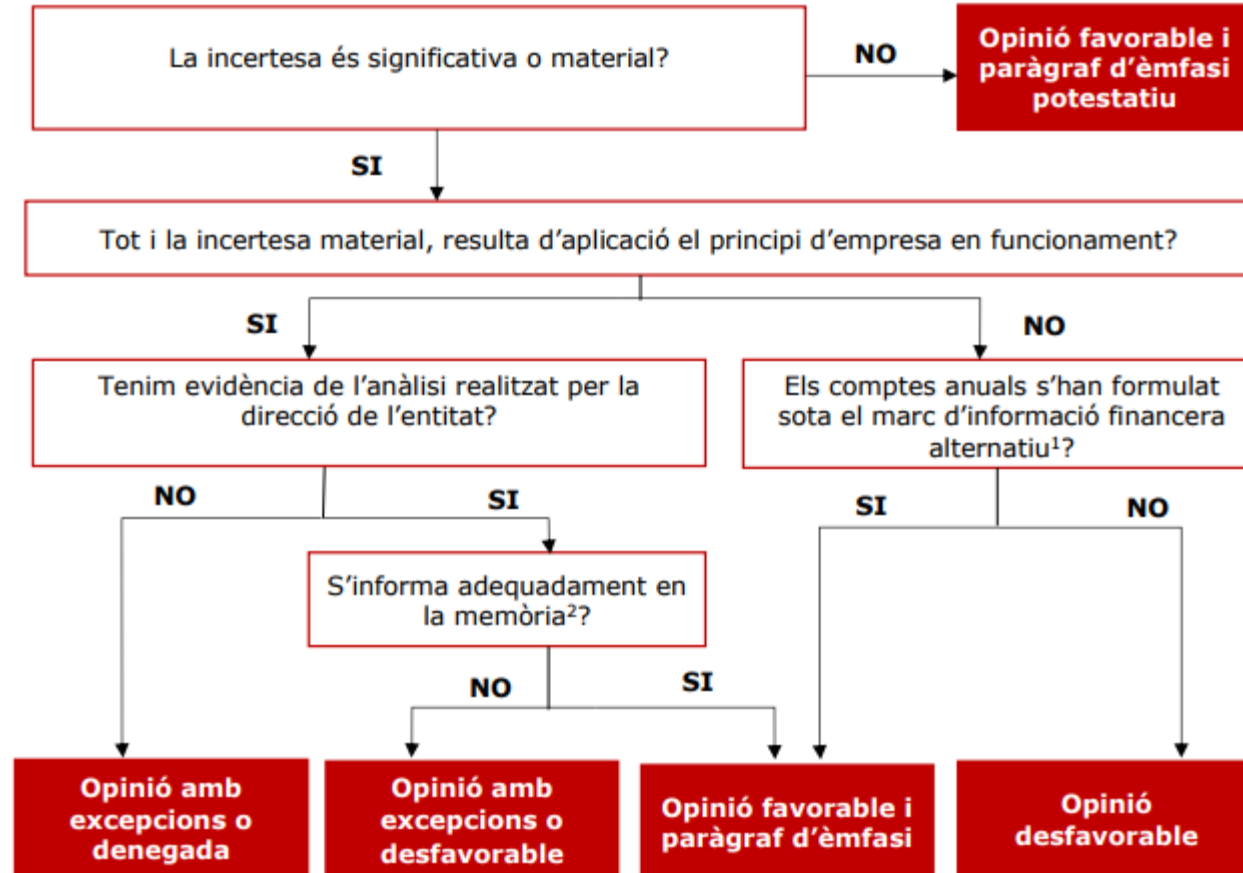 La incertesa és significativa o material?
NO
Opinió favorable i
paràgraf d'èmfasi
potestatiu
SI
Tot i la incertesa material, resulta d'aplicació el principi d'empresa en funcionament?
SI
NO
Tenim evidència de l'anàlisi realitzat per la
direcció de l'entitat?
Els comptes anuals s'han formulat
sota el marc d'informació financera
alternatiu¹?
NO
SI
SI
NO
S'informa adequadament en
la memòria²?
NO
SI
Opinió amb
excepcions o
denegada
Opinió amb
excepcions o
desfavorable
Opinió favorable i
paràgraf d'èmfasi
Opinió
desfavorable